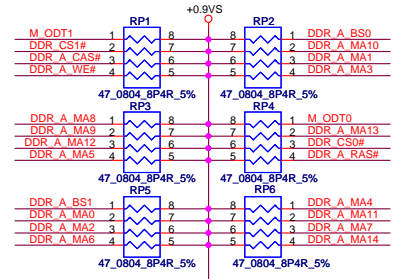 +0.9VS
RP1 RP2
M_ODT1 1 8 8 1 DDR_A_BS0
DDR_CS1# 2 7 7 2 DDR_A_MA10
DDR_A_CAS# 3 6 6 3 DDR_A_MA1
DDR_A_WE# 4 5 5 4 DDR_A_MA3
47_0804_8P4R_5% 47_0804_8P4R_5%
RP3 RP4
DDR_A_MA8 1 8 8 1 M_ODT0
DDR_A_MA9 2 7 7 2 DDR_A_MA13
DDR_A_MA12 3 6 6 3 DDR_CS0#
DDR_A_MA5 4 5 5 4 DDR_A_RAS#
47_0804_8P4R_5% 47_0804_8P4R_5%
RP5 RP6
DDR_A_BS1 1 8 8 1 DDR_A_MA4
DDR_A_MA0 2 7 7 2 DDR_A_MA11
DDR_A_MA2 3 6 6 3 DDR_A_MA7
DDR_A_MA6 4 5 5 4 DDR_A_MA14
47_0804_8P4R_5% 47_0804_8P4R_5%